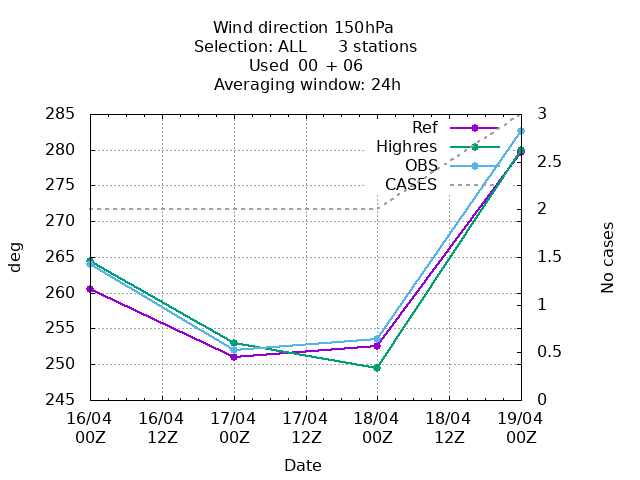 Wind direction 150hPa
Selection: ALL 3 stations
Used 00 + 06
Averaging window: 24h
285
280
275
270
265
260
255
250
245
deg
Ref
Highres
OBS
CASES
3
2.5
2
1.5
1
0.5
0
No cases
16/04 16/04 17/04 17/04 18/04 18/04 19/04
00Z 12Z 00Z 12Z 00Z 12Z 00Z
Date